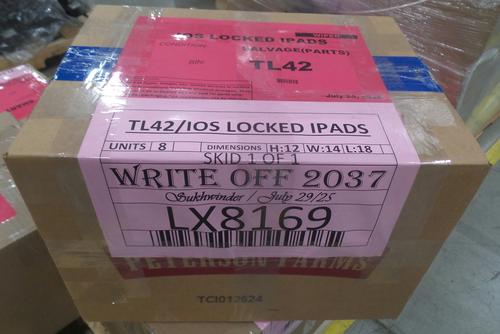 IOS LOCKED IPADS
CONDITION: SALVAGE(PARTS)
BIN: TL42
TL42/IOS LOCKED IPADS
UNITS 8 DIMENSIONS H:12 W:14 L:18
SKID 1 OF 1
WRITE OFF 2037
Sukhwinder / July 29/25
LX8169
PETERSON FARMS
TCI012624